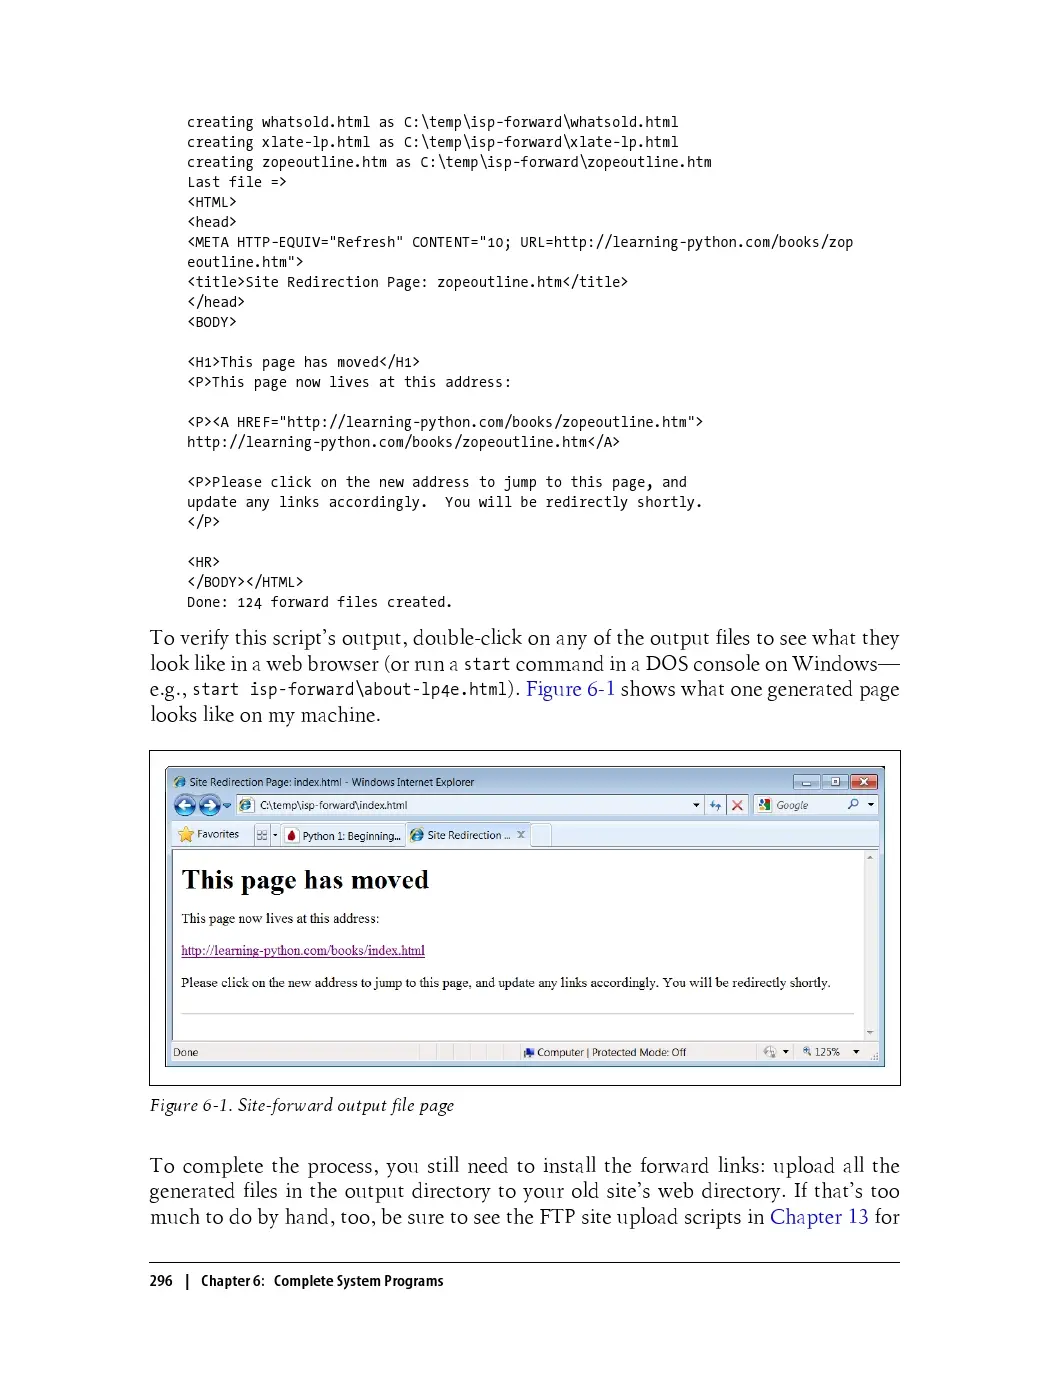 creating whatsold.html as C:\temp\isp-forward\whatsold.html
creating xlate-lp.html as C:\temp\isp-forward\xlate-lp.html
creating zopeoutline.htm as C:\temp\isp-forward\zopeoutline.htm
Last file =>
<HTML>
<head>
<META HTTP-EQUIV="Refresh" CONTENT="10; URL=http://learning-python.com/books/zop
eoutline.htm">
<title>Site Redirection Page: zopeoutline.htm</title>
</head>
<BODY>
<H1>This page has moved</H1>
<P>This page now lives at this address:
<P><A HREF="http://learning-python.com/books/zopeoutline.htm">
http://learning-python.com/books/zopeoutline.htm</A>
<P>Please click on the new address to jump to this page, and
update any links accordingly.  You will be redirectly shortly.
</P>
<HR>
</BODY></HTML>
Done: 124 forward files created.
To verify this script's output, double-click on any of the output files to see what they
look like in a web browser (or run a start command in a DOS console on Windows—
e.g., start isp-forward\about-lp4e.html). Figure 6-1 shows what one generated page
looks like on my machine.
Site Redirection Page: index.html - Windows Internet Explorer
C:\temp\isp-forward\index.html
Google
Favorites
Python 1: Beginning...
Site Redirection ...
This page has moved
This page now lives at this address:
http://learning-python.com/books/index.html
Please click on the new address to jump to this page, and update any links accordingly. You will be redirectly shortly.
Done
Computer | Protected Mode: Off
125%
Figure 6-1. Site-forward output file page
To complete the process, you still need to install the forward links: upload all the
generated files in the output directory to your old site's web directory. If that's too
much to do by hand, too, be sure to see the FTP site upload scripts in Chapter 13 for
296 | Chapter 6: Complete System Programs